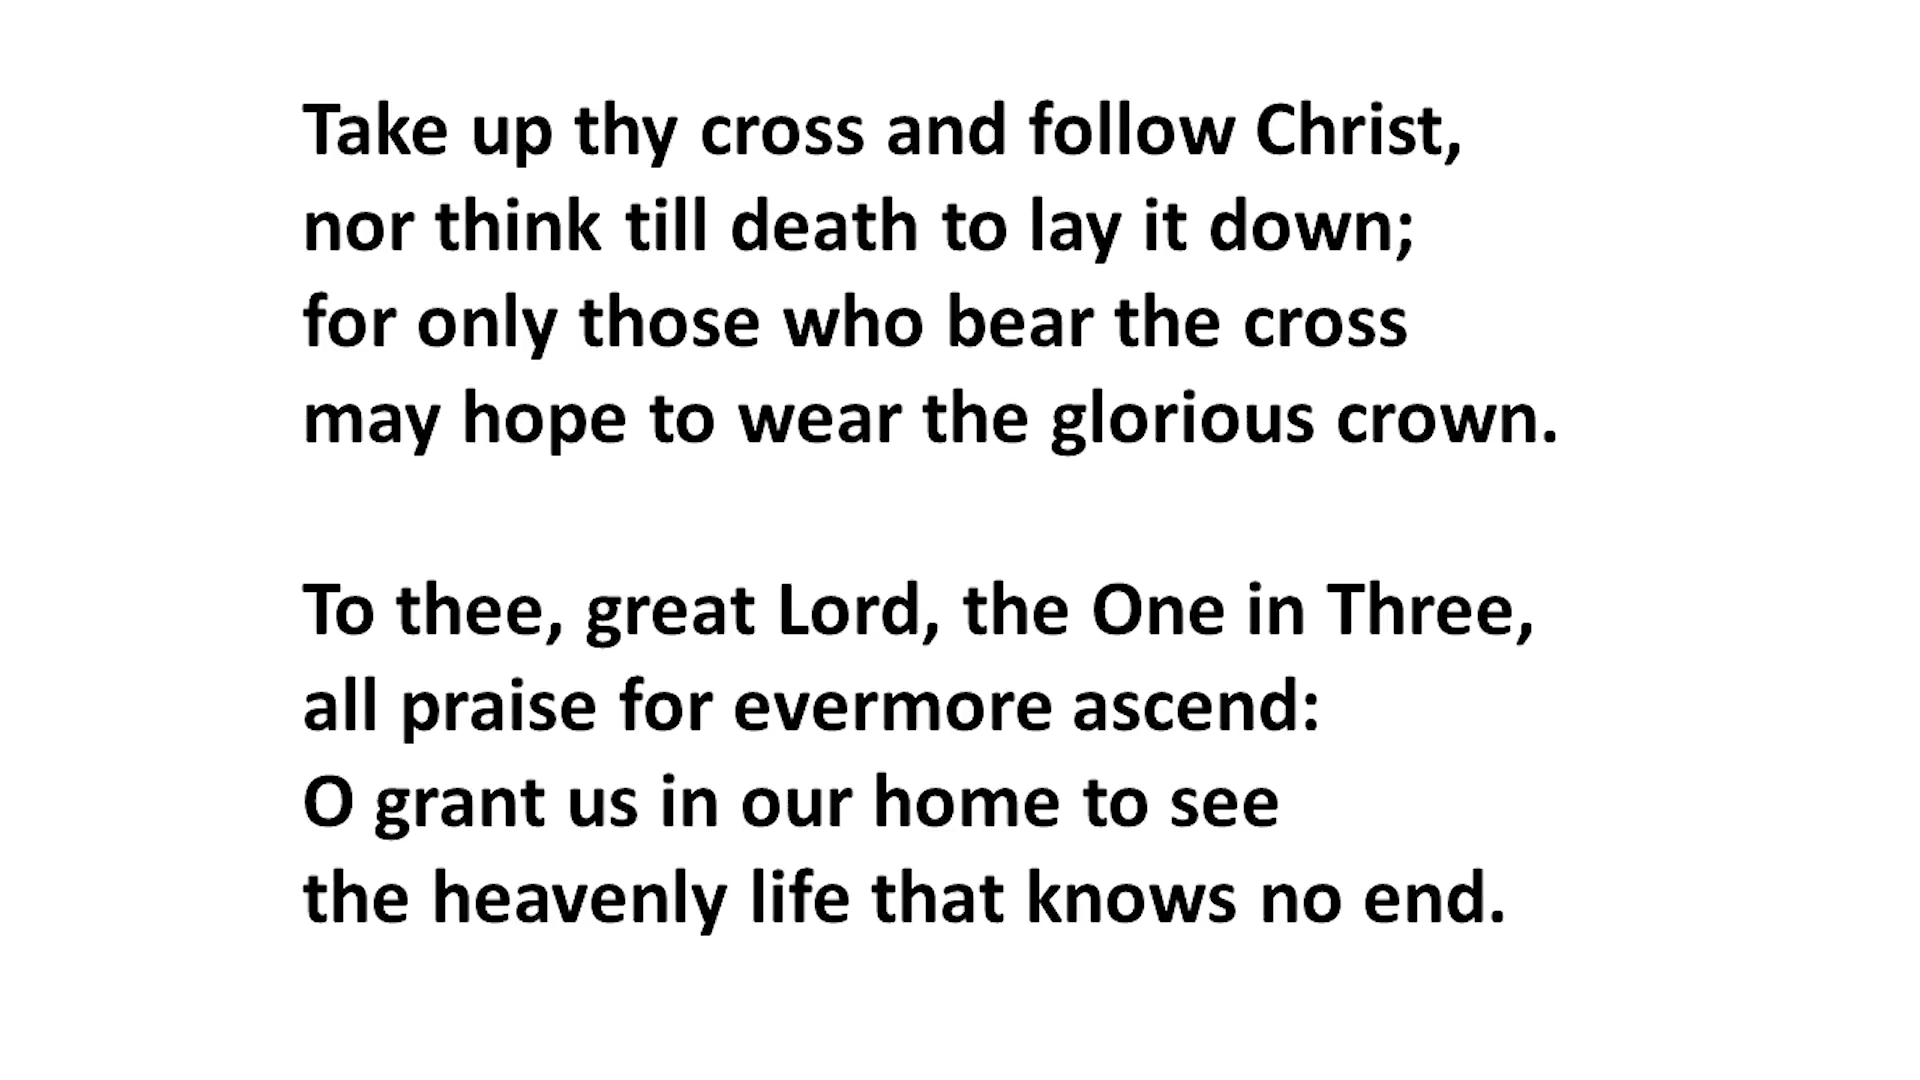 Take up thy cross and follow Christ,
nor think till death to lay it down;
for only those who bear the cross
may hope to wear the glorious crown.
To thee, great Lord, the One in Three,
all praise for evermore ascend:
O grant us in our home to see
the heavenly life that knows no end.